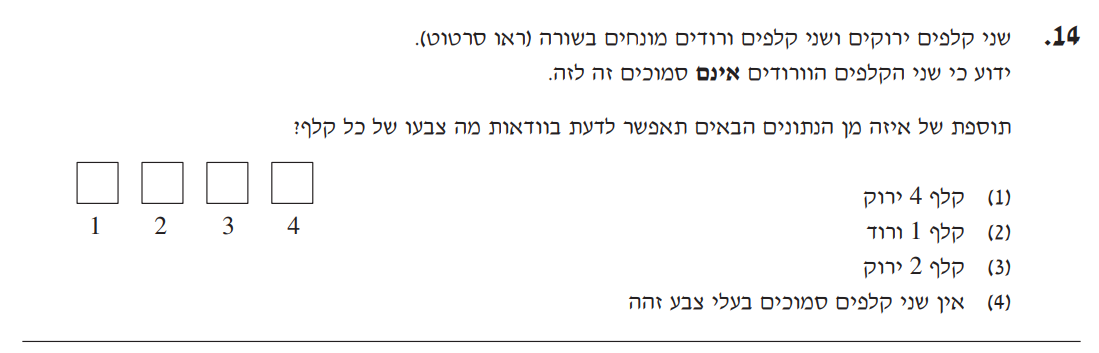 14. שני קלפים ירוקים ושני קלפים ורודים מונחים בשורה (ראו סרטוט).
ידוע כי שני הקלפים הוורודים אינם סמוכים זה לזה.
תוספת של איזה מן הנתונים הבאים תאפשר לדעת בוודאות מה צבעו של כל קלף?
(1) קלף 4 ירוק
(2) קלף 1 ורוד
(3) קלף 2 ירוק
(4) אין שני קלפים סמוכים בעלי צבע זהה
1 2 3 4